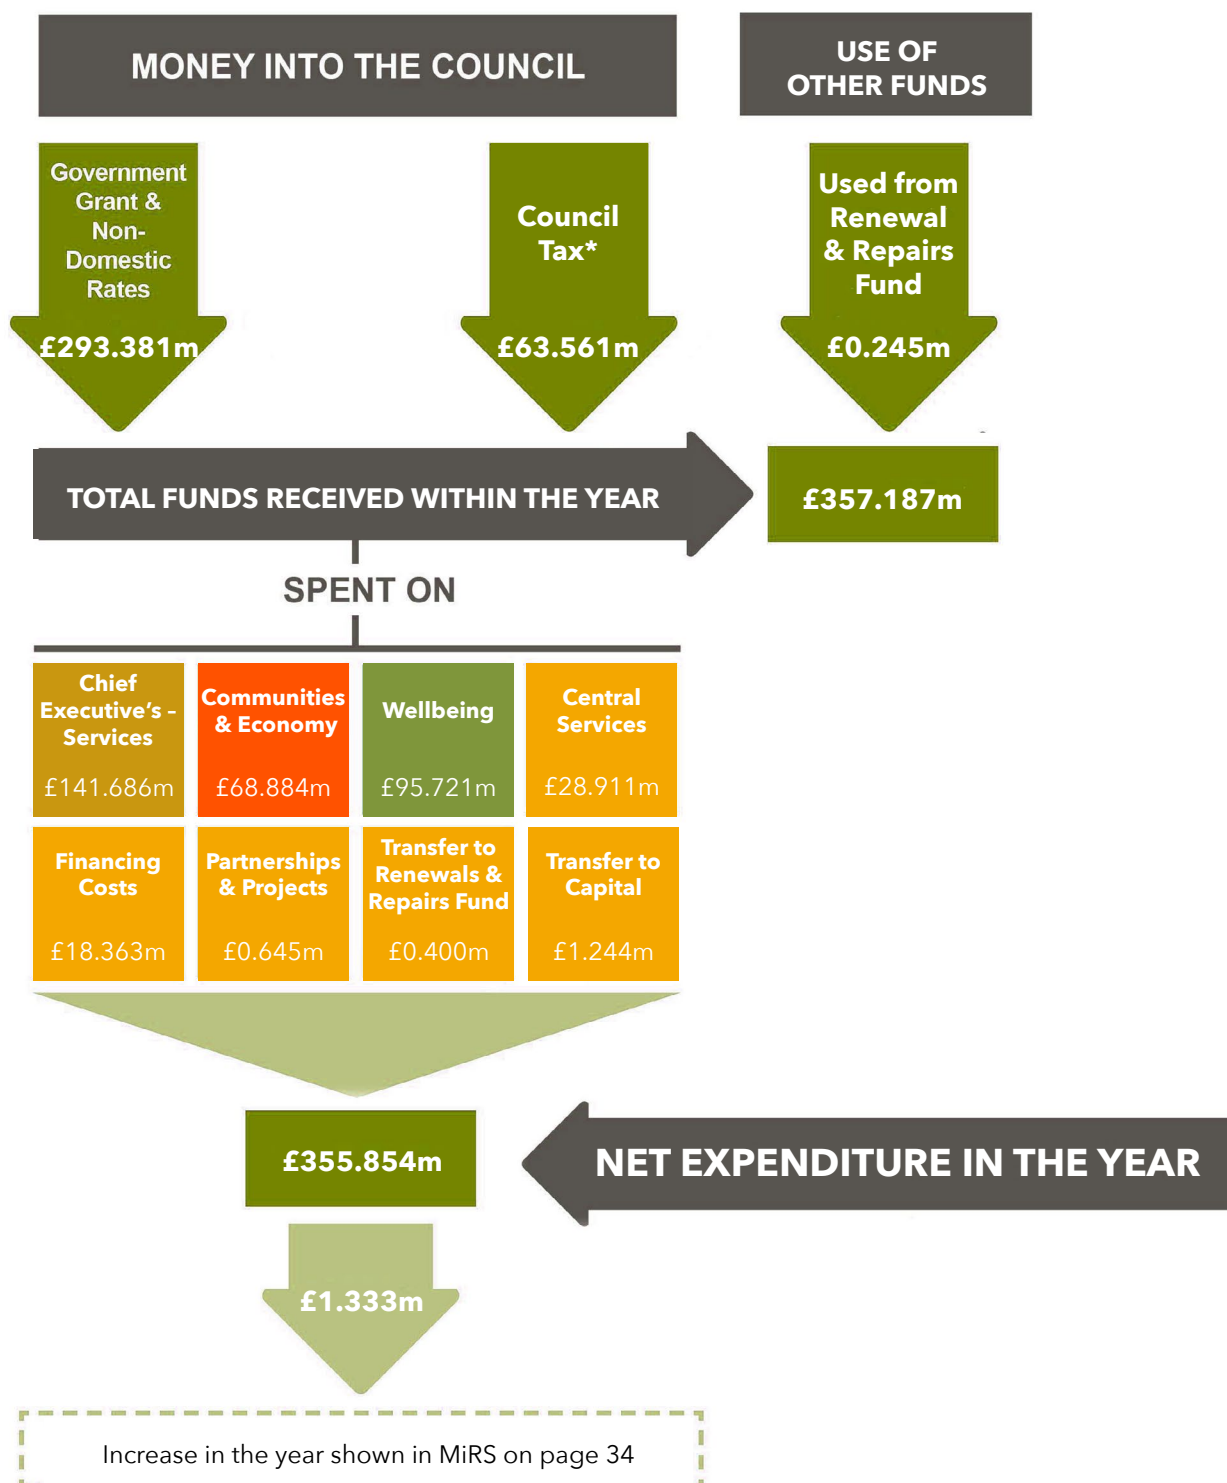 MONEY INTO THE COUNCIL
USE OF
OTHER FUNDS
Government
Grant &
Non-
Domestic
Rates
£293.381m
Council
Tax*
£63.561m
Used from
Renewal
& Repairs
Fund
£0.245m
TOTAL FUNDS RECEIVED WITHIN THE YEAR
£357.187m
SPENT ON
Chief
Executive's –
Services
£141.686m
Communities
& Economy
£68.884m
Wellbeing
£95.721m
Central
Services
£28.911m
Financing
Costs
£18.363m
Partnerships
& Projects
£0.645m
Transfer to
Renewals &
Repairs Fund
£0.400m
Transfer to
Capital
£1.244m
£355.854m
NET EXPENDITURE IN THE YEAR
£1.333m
Increase in the year shown in MiRS on page 34